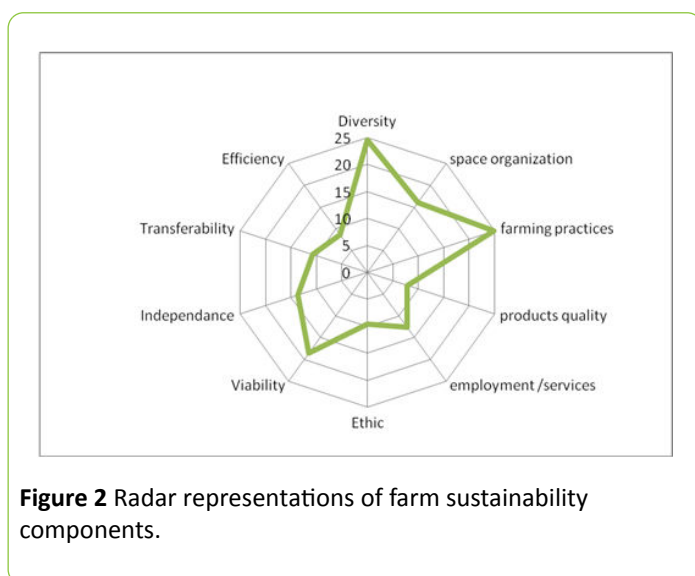 Diversity
25
20
15
10
5
0
Efficiency
space organization
Transferability
farming practices
Independance
products quality
Viability
employment /services
Ethic
Figure 2 Radar representations of farm sustainability
components.